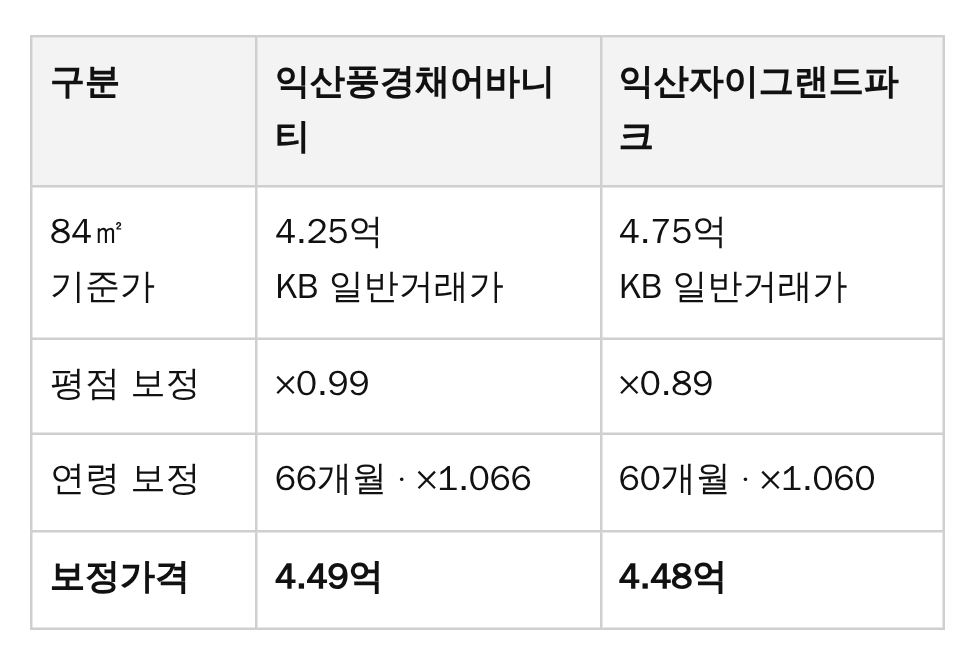 구분
익산풍경채어바니
티
익산자이그랜드파
크
84㎡
기준가
4.25억
KB 일반거래가
4.75억
KB 일반거래가
평점 보정
×0.99
×0.89
연령 보정
66개월 · ×1.066
60개월 · ×1.060
보정가격
4.49억
4.48억